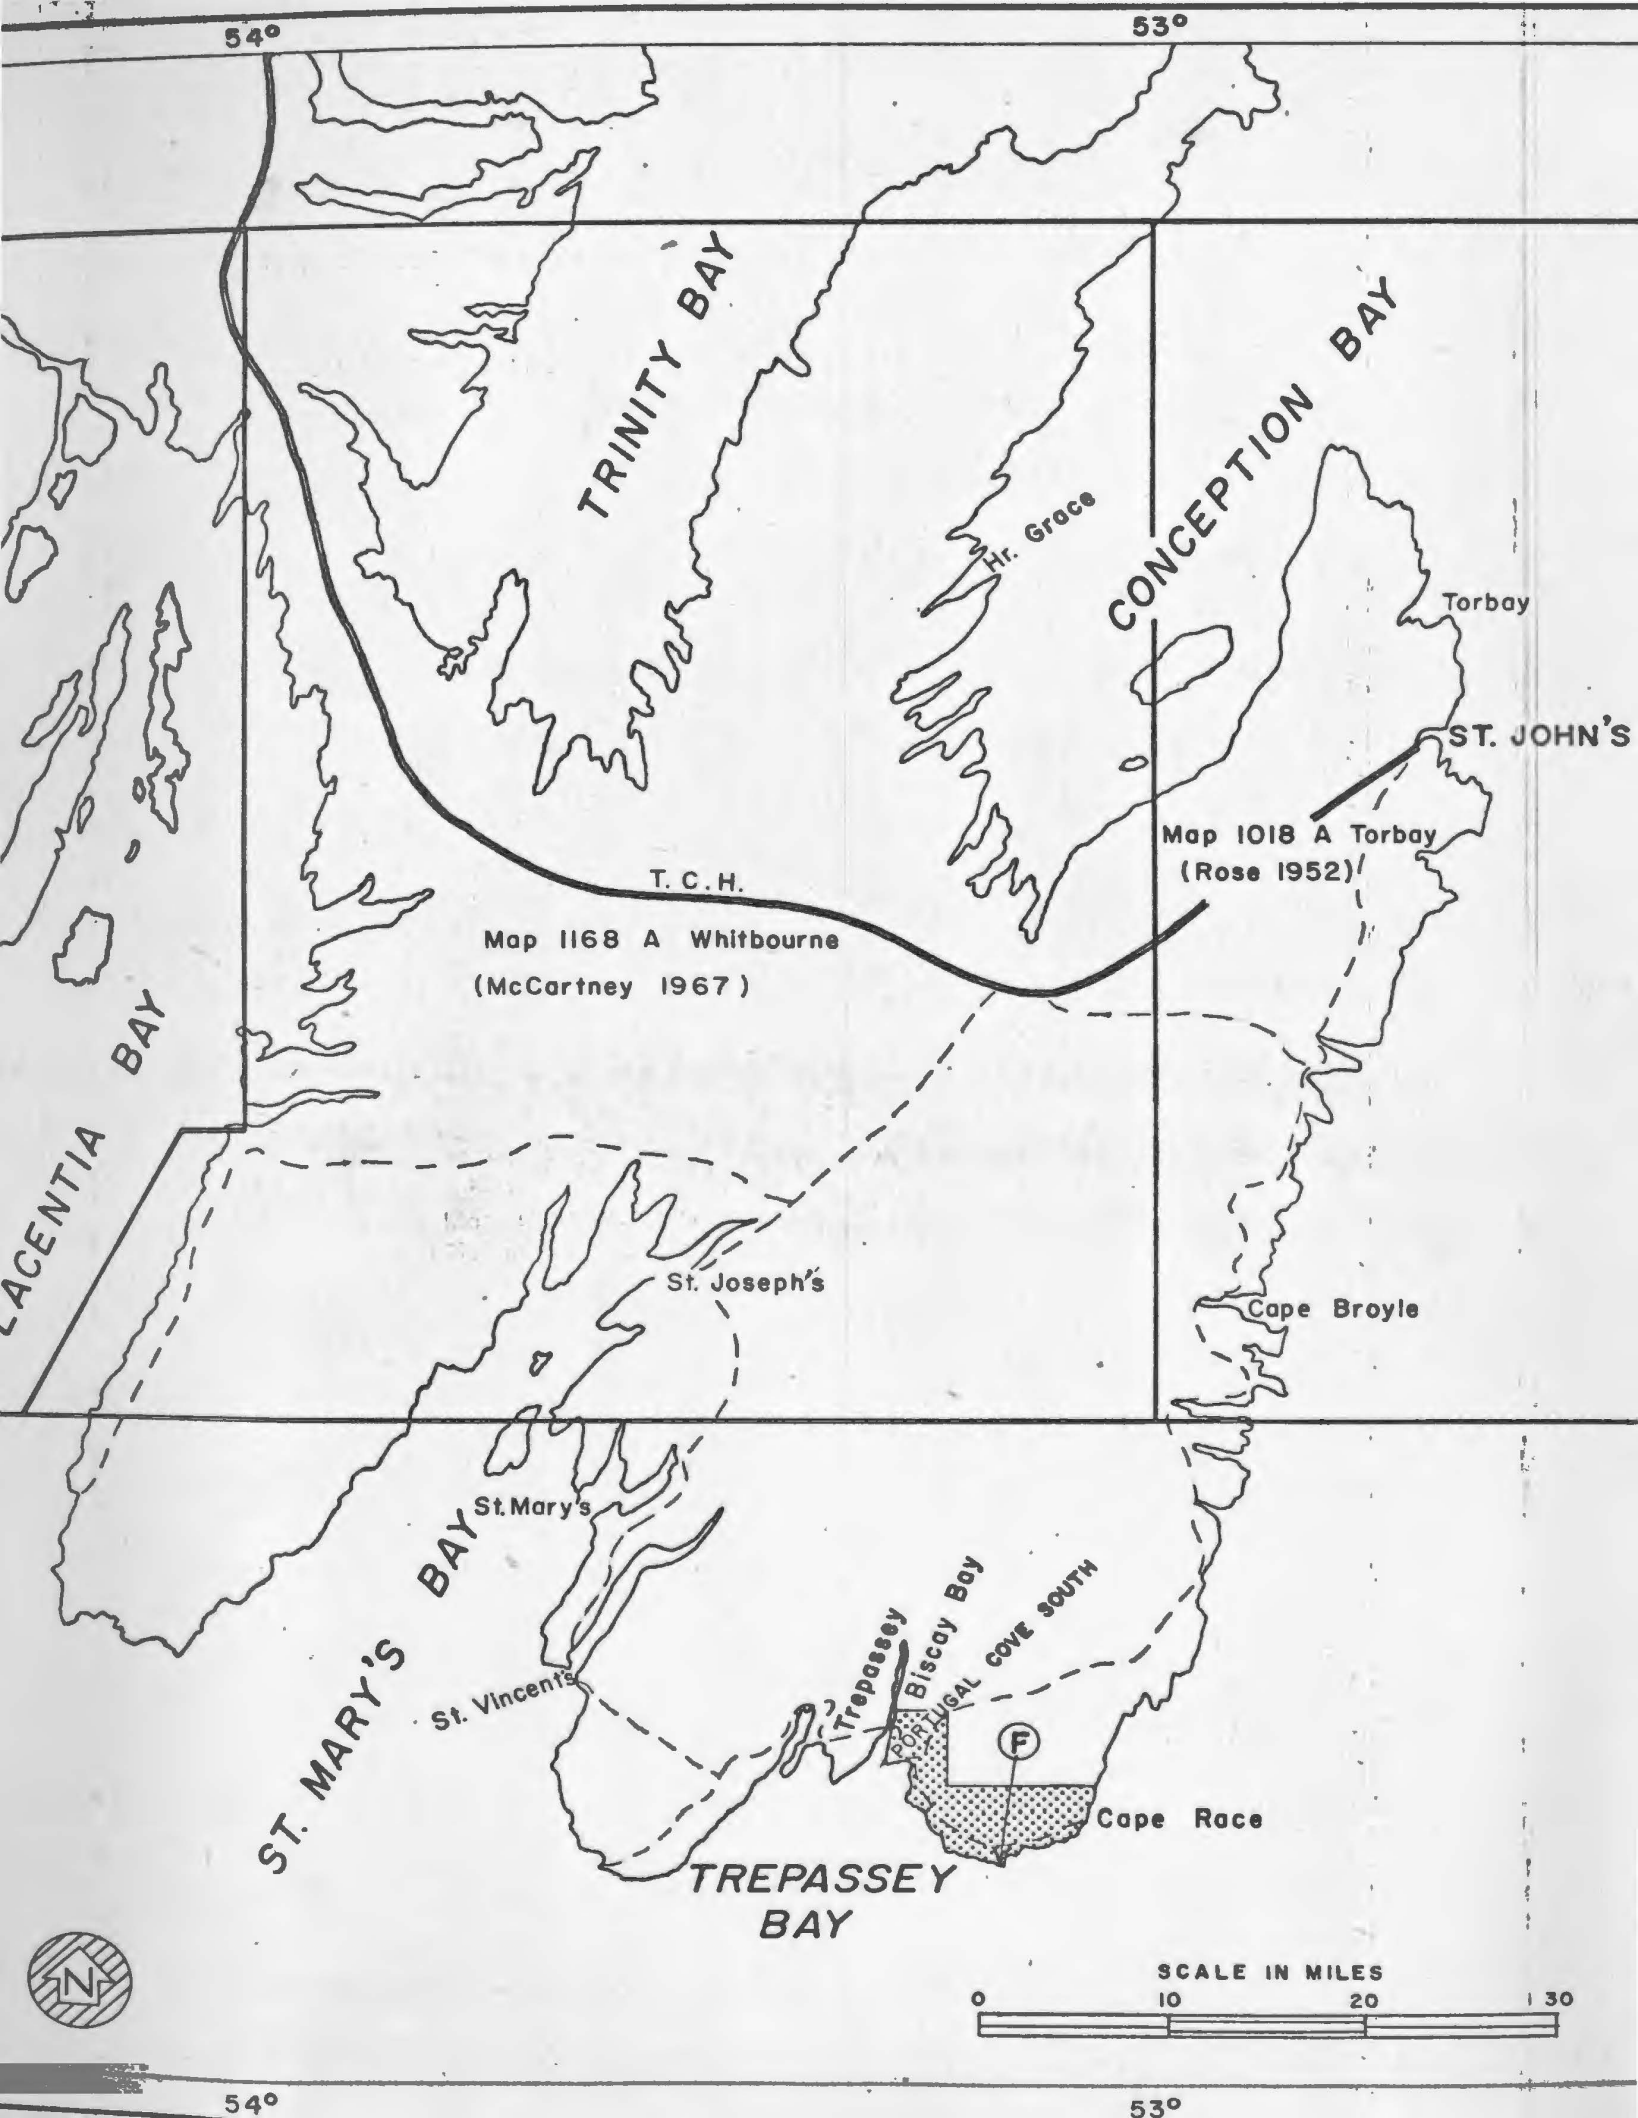 54°
53°
TRINITY BAY
CONCEPTION BAY
Hr. Grace
Torbay
ST. JOHN'S
Map 1018 A Torbay
(Rose 1952)
T. C. H.
Map 1168 A Whitbourne
(McCartney 1967)
LACENTIA BAY
St. Joseph's
Cape Broyle
St. Mary's
ST. MARY'S BAY
St. Vincent's
Trepassey
Biscay Bay
PORTUGAL COVE SOUTH
F
Cape Race
TREPASSEY
BAY
N
SCALE IN MILES
0 10 20 30
54°
53°